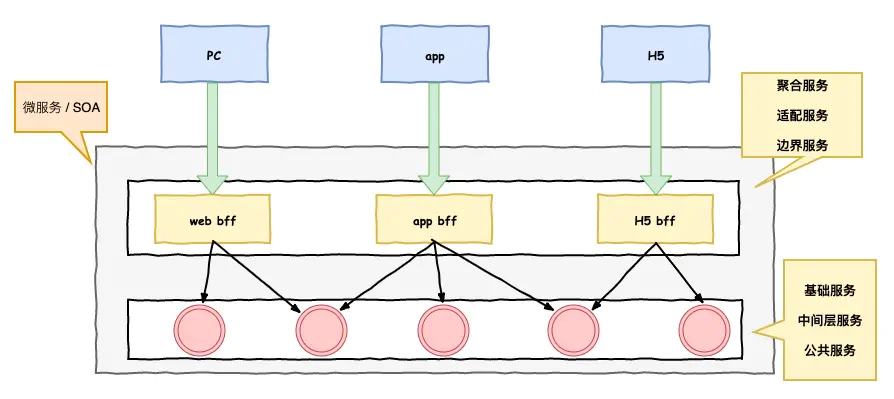 PC
app
H5
微服务 / SOA
聚合服务
适配服务
边界服务
web bff
app bff
H5 bff
基础服务
中间层服务
公共服务